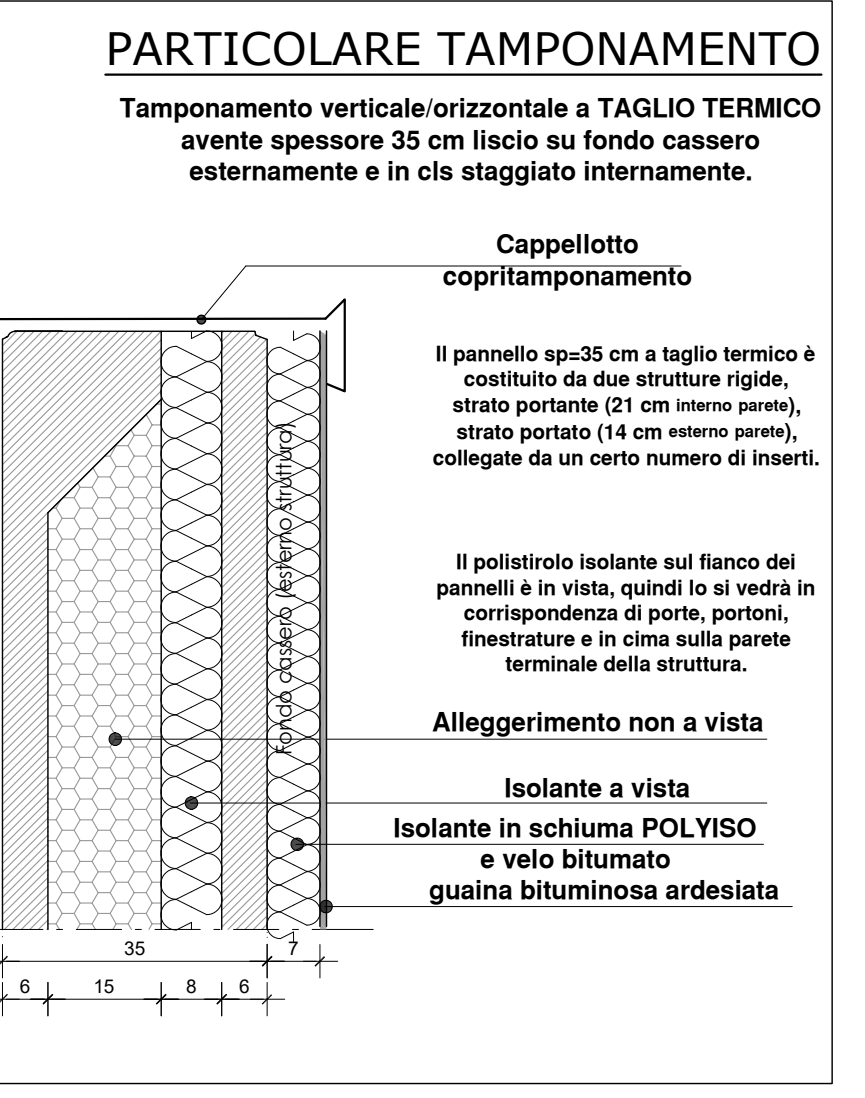 PARTICOLARE TAMPONAMENTO
Tamponamento verticale/orizzontale a TAGLIO TERMICO
avente spessore 35 cm liscio su fondo cassero
esternamente e in cls staggiato internamente.
Cappellotto
copritamponamento
Il pannello sp=35 cm a taglio termico è
costituito da due strutture rigide,
strato portante (21 cm interno parete),
strato portato (14 cm esterno parete),
collegate da un certo numero di inserti.
Fondo cassero (esterno struttura)
Il polistirolo isolante sul fianco dei
pannelli è in vista, quindi lo si vedrà in
corrispondenza di porte, portoni,
finestrature e in cima sulla parete
terminale della struttura.
Alleggerimento non a vista
Isolante a vista
Isolante in schiuma POLYISO
e velo bitumato
guaina bituminosa ardesiata
35 7
6 15 8 6